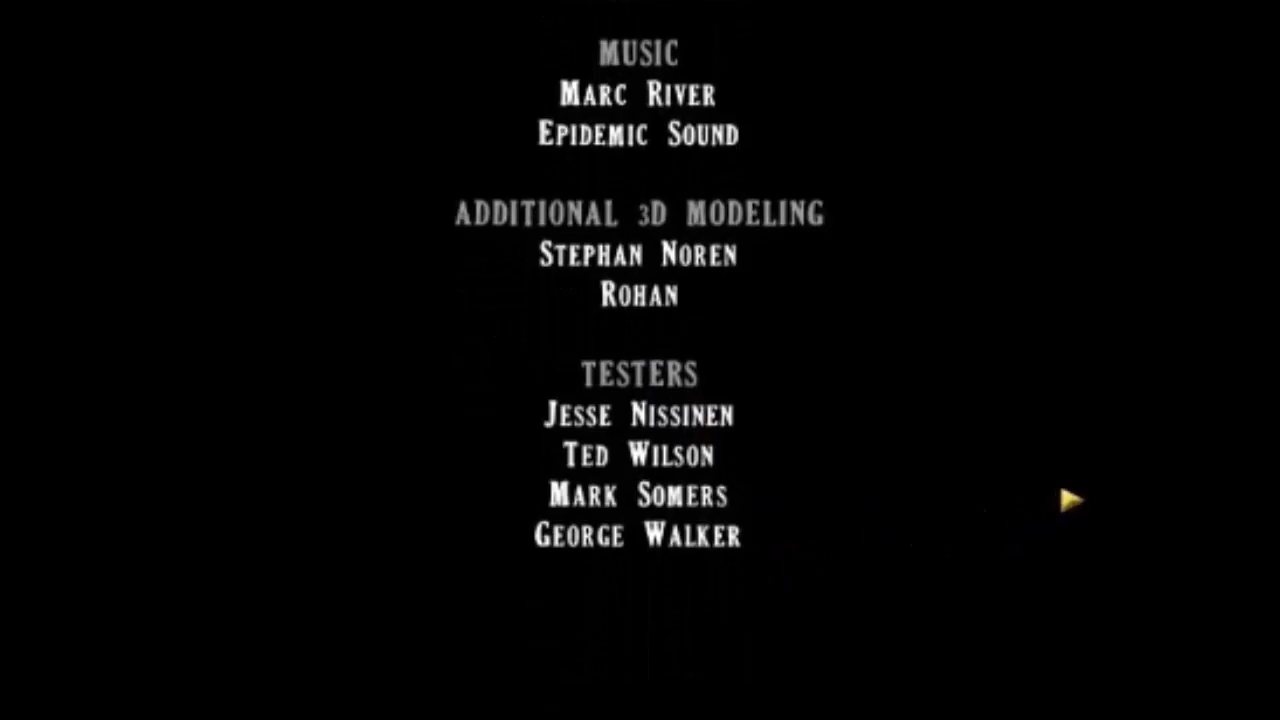 MUSIC
MARC RIVER
EPIDEMIC SOUND
ADDITIONAL 3D MODELING
STEPHAN NOREN
ROHAN
TESTERS
JESSE NISSINEN
TED WILSON
MARK SOMERS
GEORGE WALKER